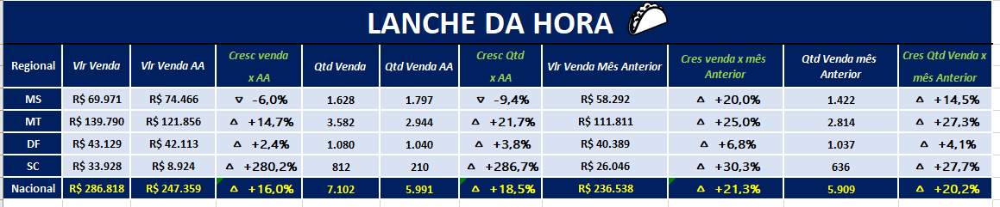 LANCHE DA HORA
Regional Vlr Venda Vlr Venda AA Cresc venda x AA Qtd Venda Qtd Venda AA Cresc Qtd x AA Vlr Venda Mês Anterior Cres venda x mês Anterior Qtd Venda mês Anterior Cres Qtd Venda x mês Anterior
MS R$ 69.971 R$ 74.466 -6,0% 1.628 1.797 -9,4% R$ 58.292 +20,0% 1.422 +14,5%
MT R$ 139.790 R$ 121.856 +14,7% 3.582 2.944 +21,7% R$ 111.811 +25,0% 2.814 +27,3%
DF R$ 43.129 R$ 42.113 +2,4% 1.080 1.040 +3,8% R$ 40.389 +6,8% 1.037 +4,1%
SC R$ 33.928 R$ 8.924 +280,2% 812 210 +286,7% R$ 26.046 +30,3% 636 +27,7%
Nacional R$ 286.818 R$ 247.359 +16,0% 7.102 5.991 +18,5% R$ 236.538 +21,3% 5.909 +20,2%